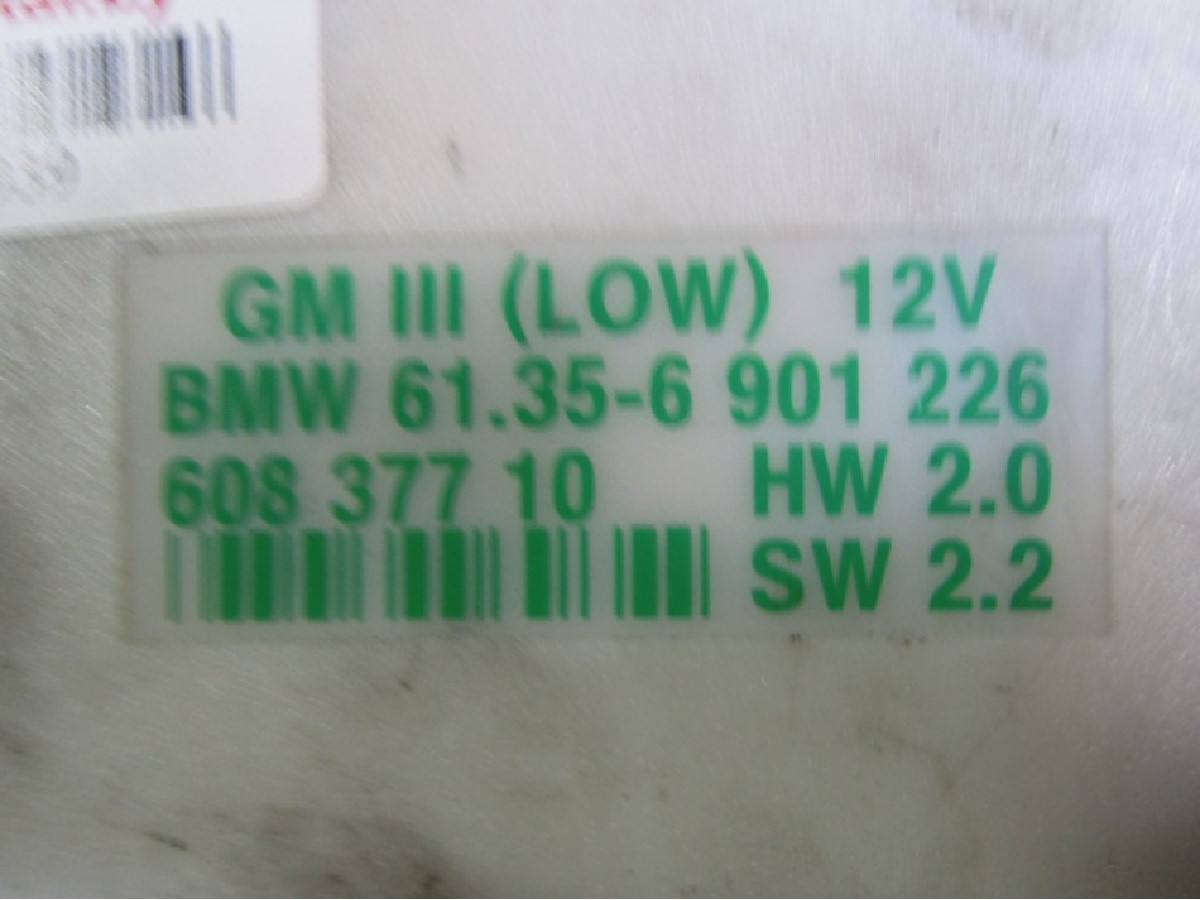 GM III (LOW) 12V
BMW 61.35-6 901 226
608 377 10 HW 2.0
SW 2.2